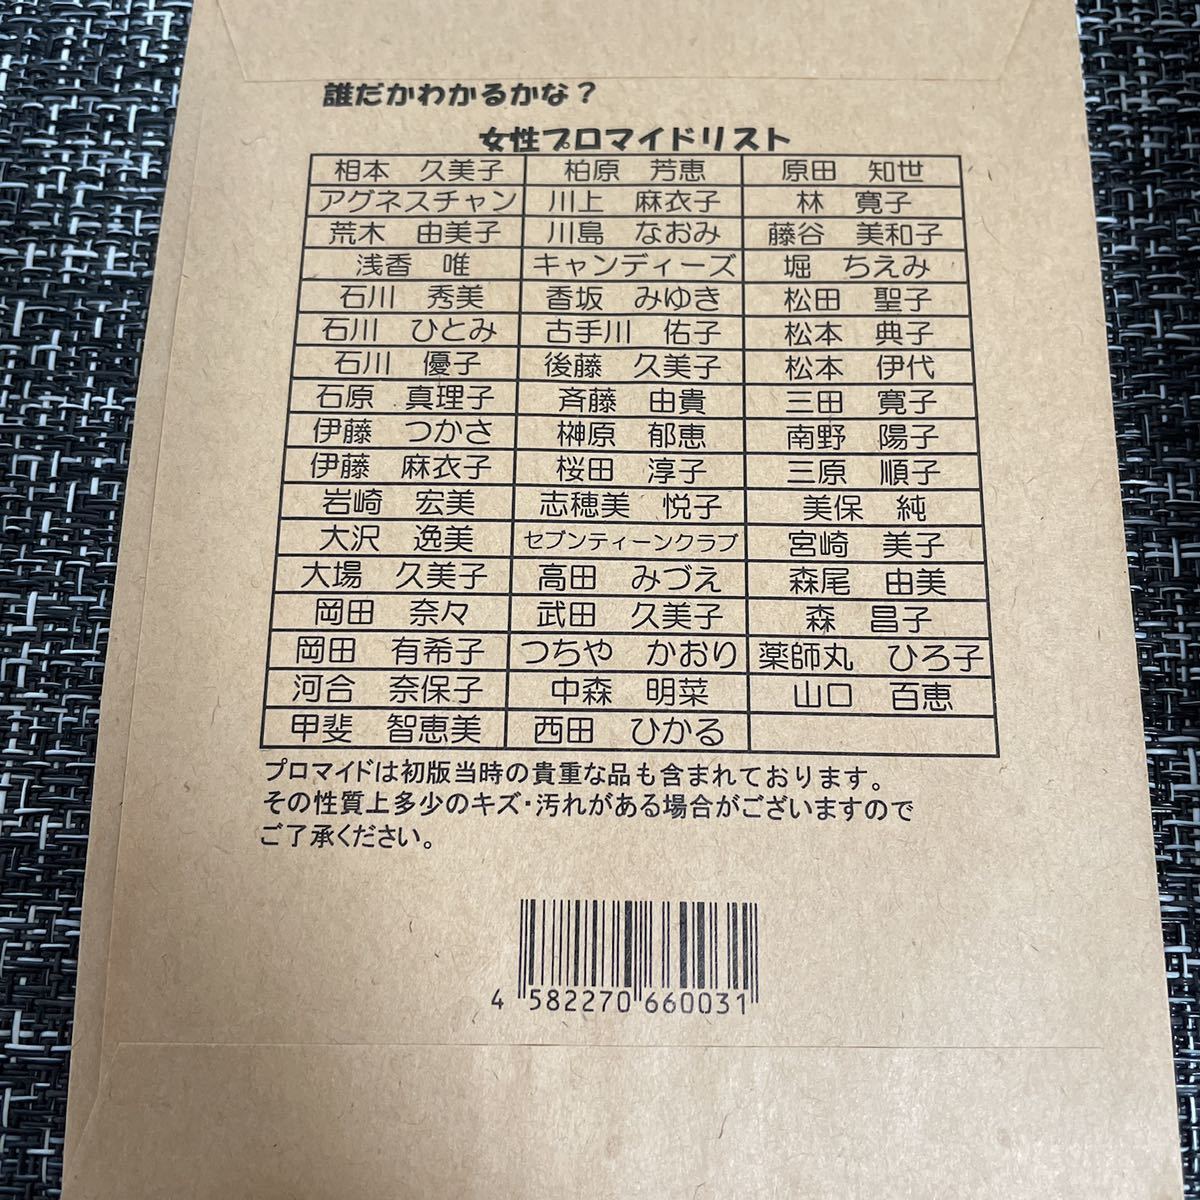 誰だかわかるかな？
女性プロマイドリスト
相本　久美子　柏原　芳恵　原田　知世
アグネスチャン　川上　麻衣子　林　寛子
荒木　由美子　川島　なおみ　藤谷　美和子
浅香　唯　キャンディーズ　堀　ちえみ
石川　秀美　香坂　みゆき　松田　聖子
石川　ひとみ　古手川　佑子　松本　典子
石川　優子　後藤　久美子　松本　伊代
石原　真理子　斉藤　由貴　三田　寛子
伊藤　つかさ　榊原　郁恵　南野　陽子
伊藤　麻衣子　桜田　淳子　三原　順子
岩崎　宏美　志穂美　悦子　美保　純
大沢　逸美　セブンティーンクラブ　宮崎　美子
大場　久美子　高田　みづえ　森尾　由美
岡田　奈々　武田　久美子　森　昌子
岡田　有希子　つちや　かおり　薬師丸　ひろ子
河合　奈保子　中森　明菜　山口　百恵
甲斐　智恵美　西田　ひかる
プロマイドは初版当時の貴重な品も含まれております。
その性質上多少のキズ・汚れがある場合がございますので
ご了承ください。
4 582270 660031